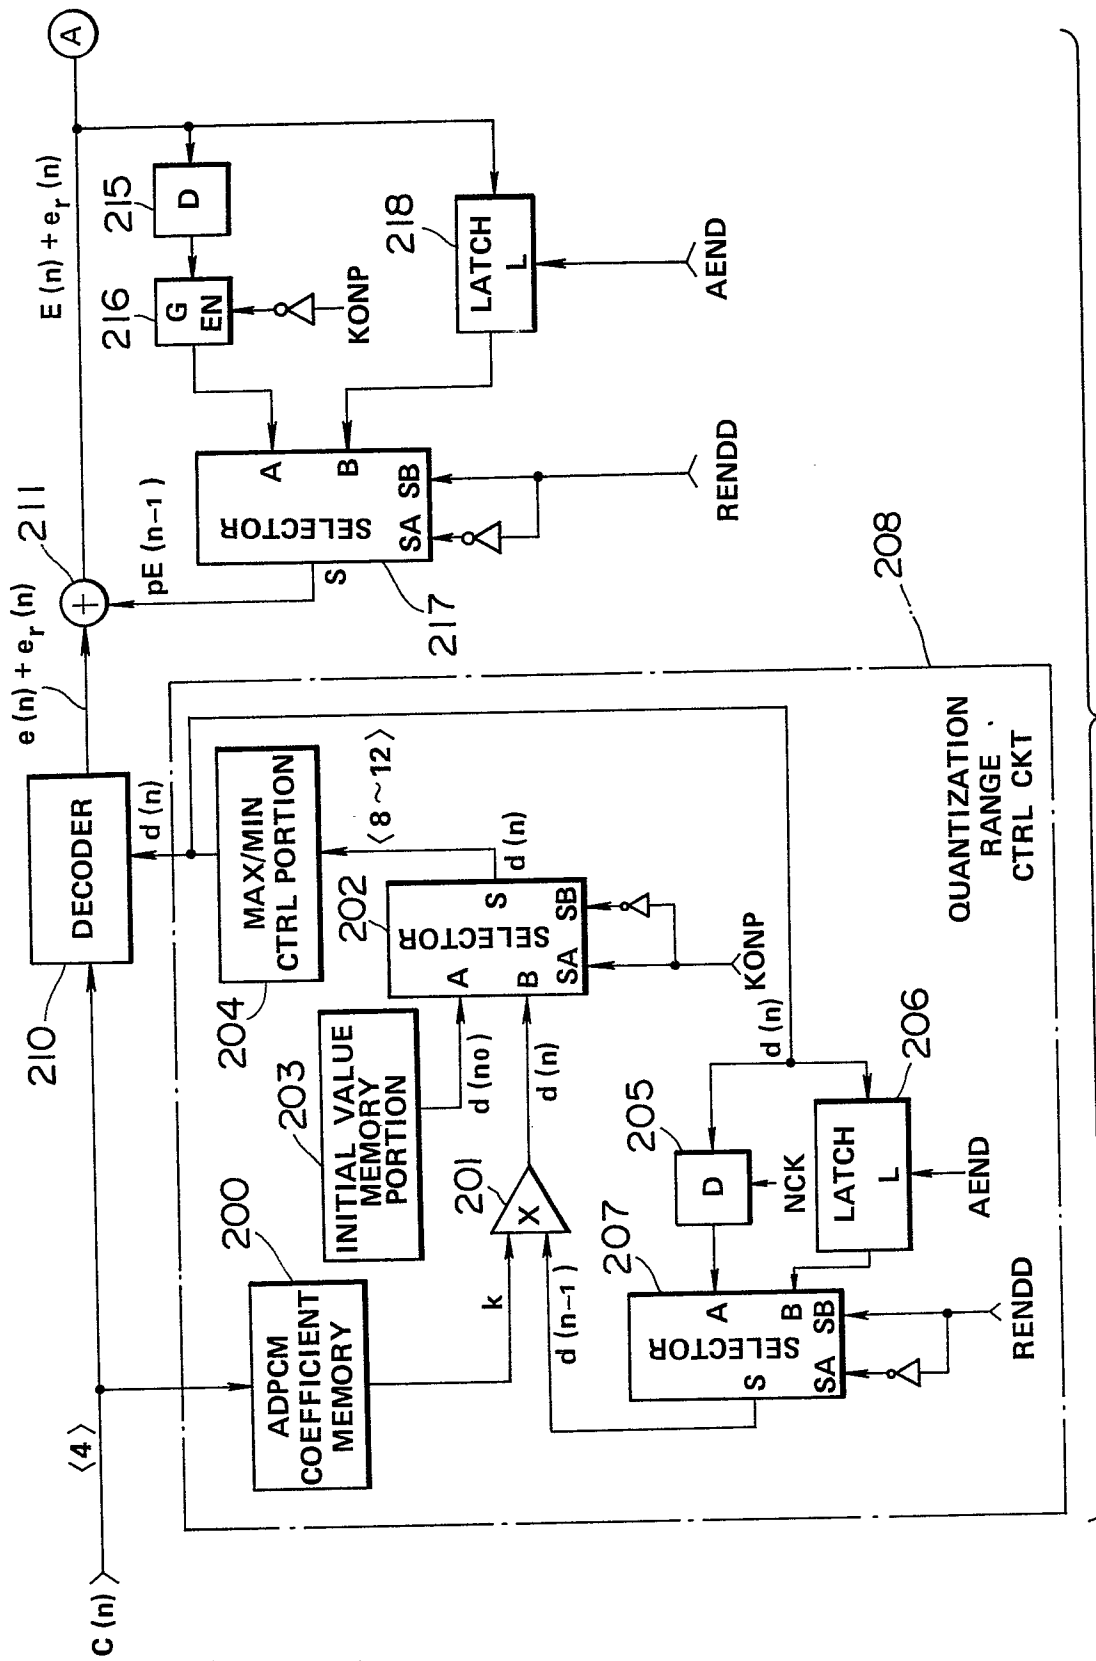 C (n)
⟨4⟩
210
DECODER
e (n) + e_r (n)
211
E (n) + e_r (n)
A
d (n)
pE (n-1)
200
ADPCM
COEFFICIENT
MEMORY
203
INITIAL VALUE
MEMORY
PORTION
204
MAX/MIN
CTRL PORTION
⟨8~12⟩
k
201
X
d (no)
d (n)
202
SELECTOR
A
B
S
SA
SB
d (n)
KONP
d (n-1)
207
SELECTOR
A
B
S
SA
SB
RENDD
205
D
NCK
206
LATCH
L
AEND
d (n)
208
QUANTIZATION
RANGE
CTRL CKT
217
SELECTOR
A
B
S
SA
SB
RENDD
216
G
EN
KONP
215
D
218
LATCH
L
AEND